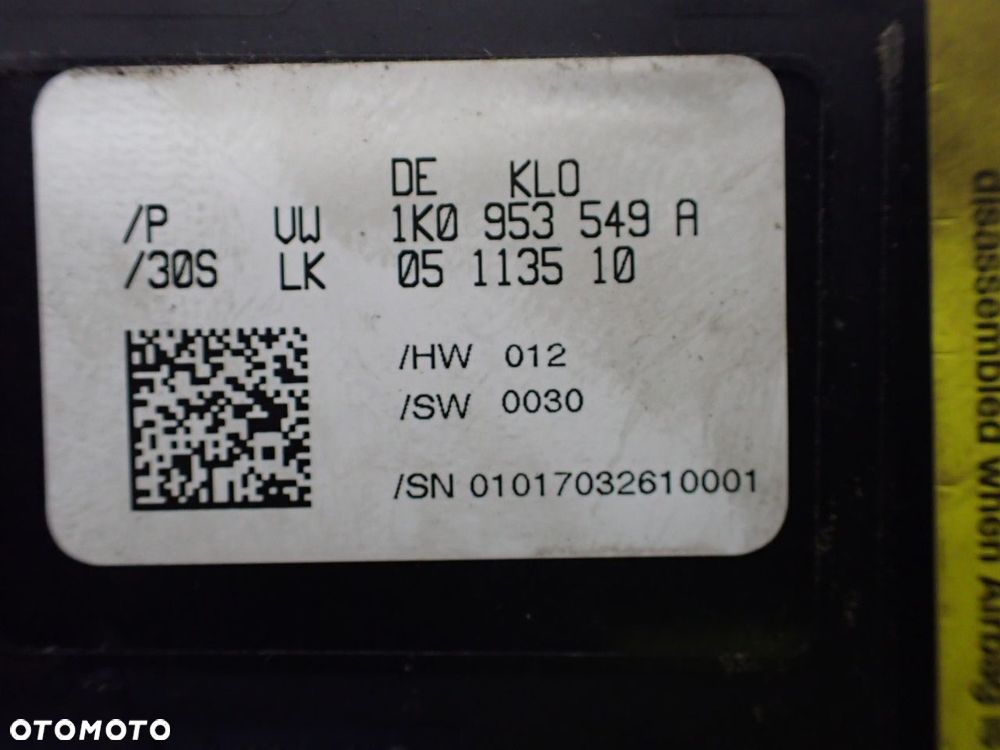 DE KLO
/P VW 1K0 953 549 A
/30S LK 05 1135 10
/HW 012
/SW 0030
/SN 01017032610001
disassembled when Airbag
OTOMOTO